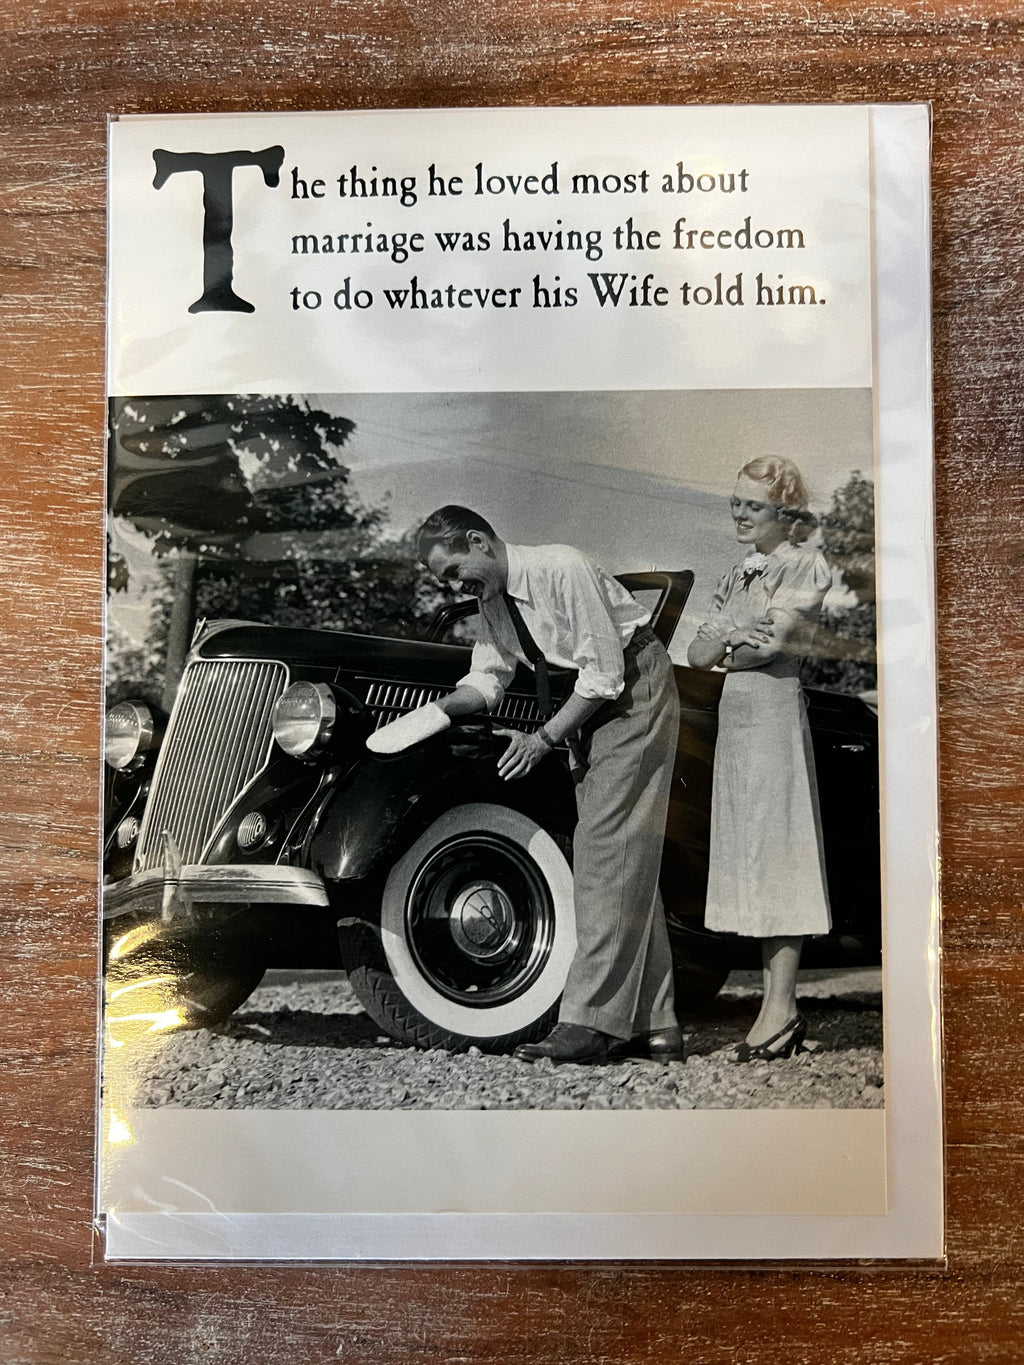 The thing he loved most about
marriage was having the freedom
to do whatever his Wife told him.